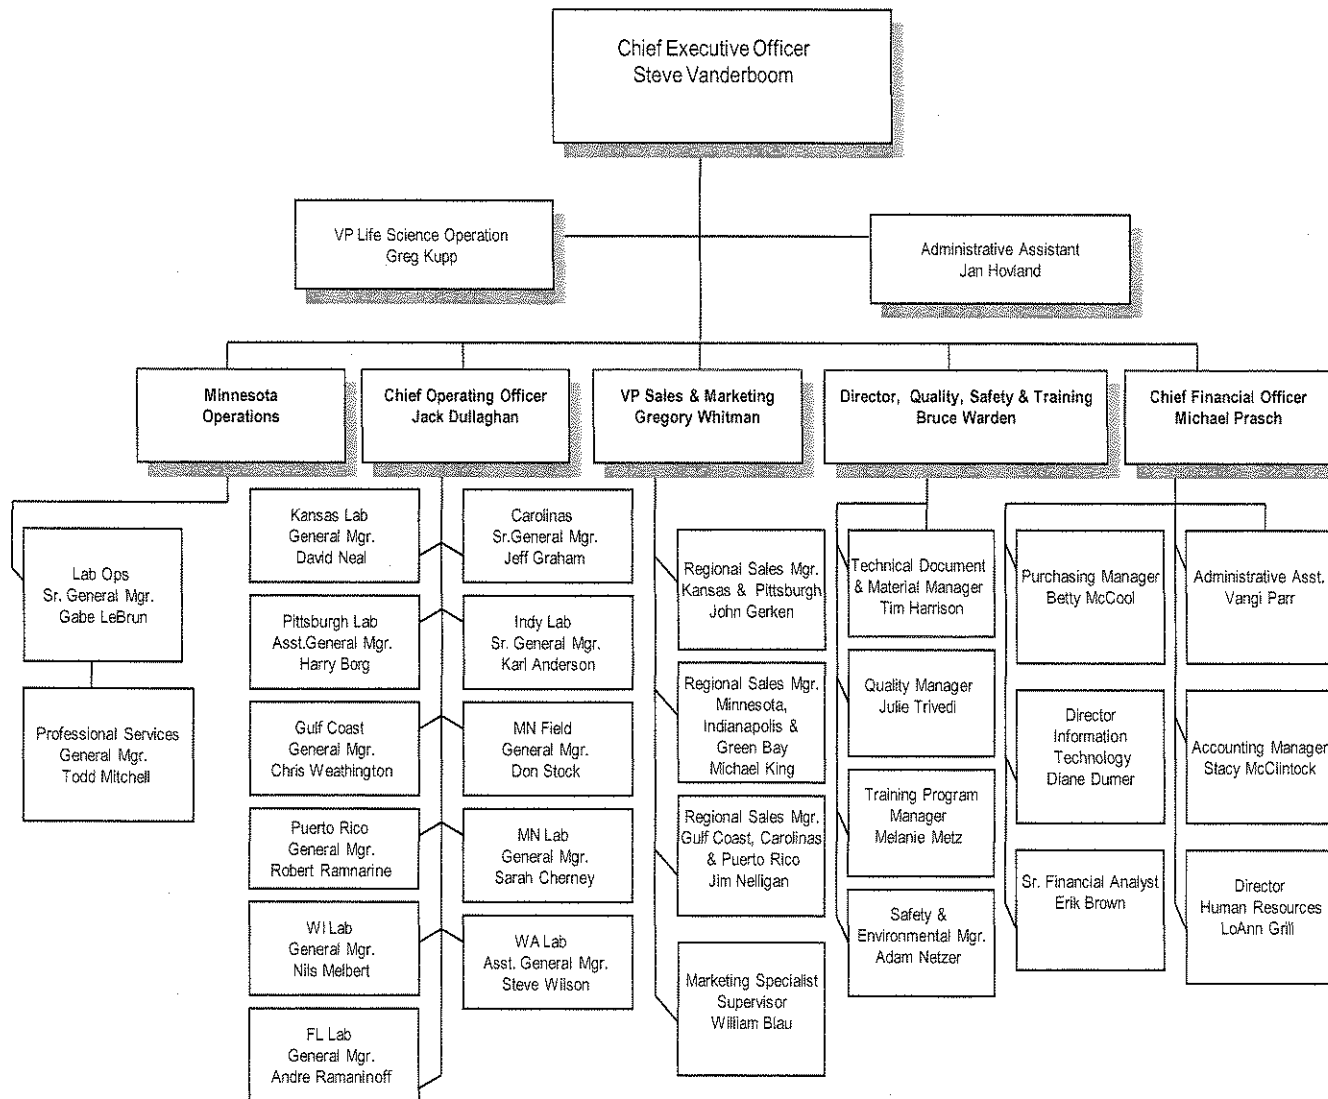 Chief Executive Officer
Steve Vanderboom
VP Life Science Operation
Greg Kupp
Administrative Assistant
Jan Hovland
Minnesota
Operations
Chief Operating Officer
Jack Dullaghan
VP Sales & Marketing
Gregory Whitman
Director, Quality, Safety & Training
Bruce Warden
Chief Financial Officer
Michael Prasch
Lab Ops
Sr. General Mgr.
Gabe LeBrun
Professional Services
General Mgr.
Todd Mitchell
Kansas Lab
General Mgr.
David Neal
Carolinas
Sr.General Mgr.
Jeff Graham
Pittsburgh Lab
Asst.General Mgr.
Harry Borg
Indy Lab
Sr. General Mgr.
Karl Anderson
Gulf Coast
General Mgr.
Chris Weathington
MN Field
General Mgr.
Don Stock
Puerto Rico
General Mgr.
Robert Ramnarine
MN Lab
General Mgr.
Sarah Cherney
WI Lab
General Mgr.
Nils Melbert
WA Lab
Asst. General Mgr.
Steve Wilson
FL Lab
General Mgr.
Andre Ramaninoff
Regional Sales Mgr.
Kansas & Pittsburgh
John Gerken
Regional Sales Mgr.
Minnesota,
Indianapolis &
Green Bay
Michael King
Regional Sales Mgr.
Gulf Coast, Carolinas
& Puerto Rico
Jim Nelligan
Marketing Specialist
Supervisor
William Blau
Technical Document
& Material Manager
Tim Harrison
Quality Manager
Julie Trivedi
Training Program
Manager
Melanie Metz
Safety &
Environmental Mgr.
Adam Netzer
Purchasing Manager
Betty McCool
Administrative Asst.
Vangi Parr
Director
Information
Technology
Diane Dumer
Accounting Manager
Stacy McClintock
Sr. Financial Analyst
Erik Brown
Director
Human Resources
LoAnn Grill